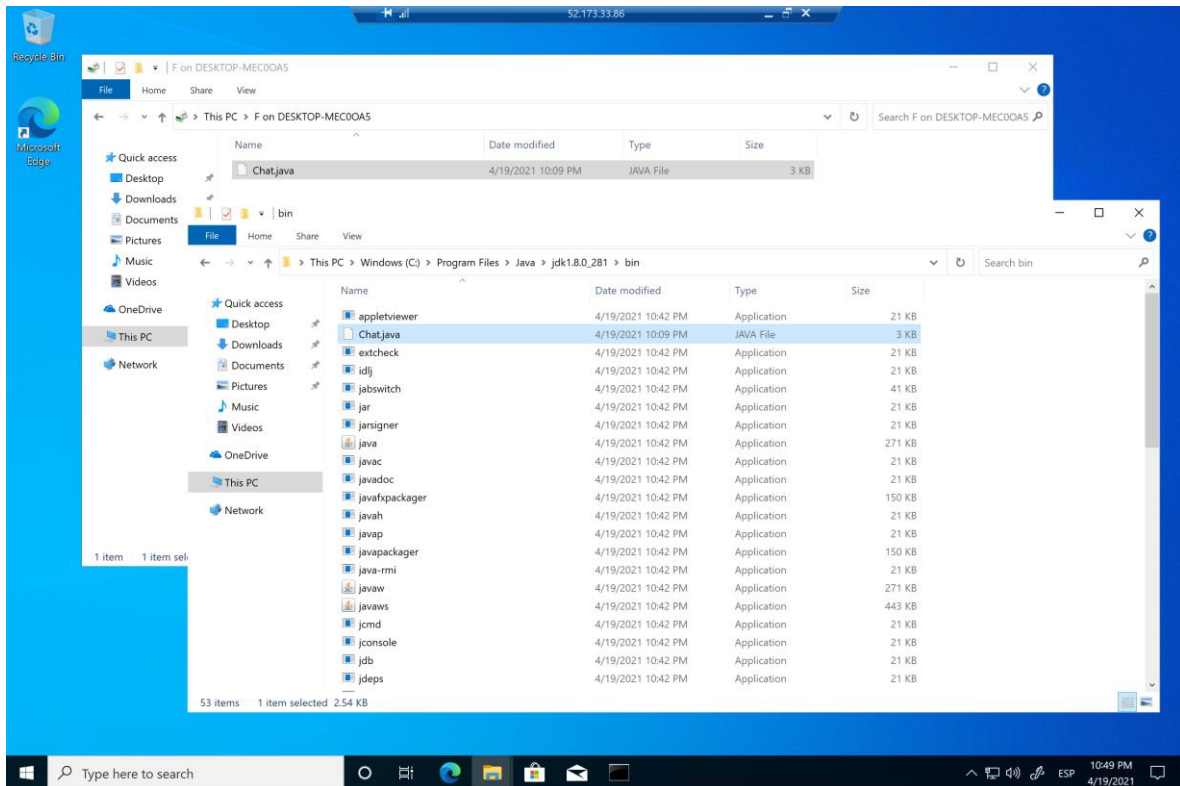 52.173.33.86
Recycle Bin
Microsoft Edge
F on DESKTOP-MEC0OA5
File Home Share View
This PC > F on DESKTOP-MEC0OA5
Search F on DESKTOP-MEC0OA5
Name Date modified Type Size
Chat.java 4/19/2021 10:09 PM JAVA File 3 KB
Quick access
Desktop
Downloads
Documents
Pictures
Music
Videos
OneDrive
This PC
Network
1 item 1 item sele
bin
File Home Share View
This PC > Windows (C:) > Program Files > Java > jdk1.8.0_281 > bin
Search bin
Quick access
Desktop
Downloads
Documents
Pictures
Music
Videos
OneDrive
This PC
Network
Name Date modified Type Size
appletviewer 4/19/2021 10:42 PM Application 21 KB
Chat.java 4/19/2021 10:09 PM JAVA File 3 KB
extcheck 4/19/2021 10:42 PM Application 21 KB
idlj 4/19/2021 10:42 PM Application 21 KB
jabswitch 4/19/2021 10:42 PM Application 41 KB
jar 4/19/2021 10:42 PM Application 21 KB
jarsigner 4/19/2021 10:42 PM Application 21 KB
java 4/19/2021 10:42 PM Application 271 KB
javac 4/19/2021 10:42 PM Application 21 KB
javadoc 4/19/2021 10:42 PM Application 21 KB
javafxpackager 4/19/2021 10:42 PM Application 150 KB
javah 4/19/2021 10:42 PM Application 21 KB
javap 4/19/2021 10:42 PM Application 21 KB
javapackager 4/19/2021 10:42 PM Application 150 KB
java-rmi 4/19/2021 10:42 PM Application 21 KB
javaw 4/19/2021 10:42 PM Application 271 KB
javaws 4/19/2021 10:42 PM Application 443 KB
jcmd 4/19/2021 10:42 PM Application 21 KB
jconsole 4/19/2021 10:42 PM Application 21 KB
jdb 4/19/2021 10:42 PM Application 21 KB
jdeps 4/19/2021 10:42 PM Application 21 KB
53 items 1 item selected 2.54 KB
Type here to search
ESP
10:49 PM
4/19/2021